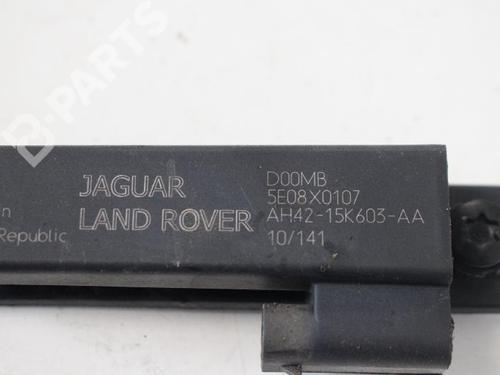 JAGUAR
LAND ROVER
D00MB
5E08X0107
AH42-15K603-AA
10/141
n
Republic
B-PARTS